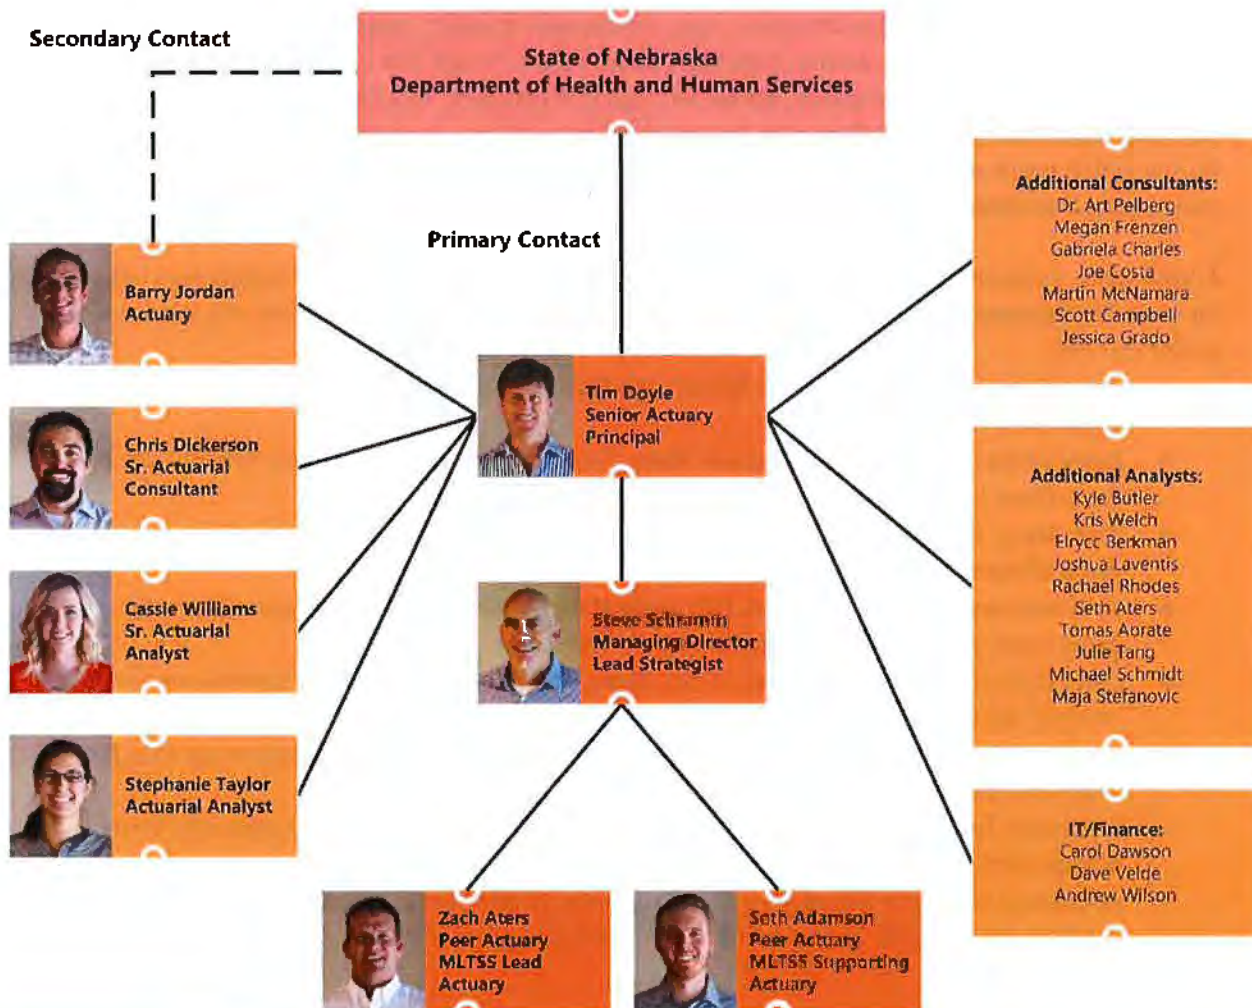 Secondary Contact
State of Nebraska
Department of Health and Human Services
Primary Contact
Barry Jordan
Actuary
Chris Dickerson
Sr. Actuarial
Consultant
Cassie Williams
Sr. Actuarial
Analyst
Stephanie Taylor
Actuarial Analyst
Tim Doyle
Senior Actuary
Principal
Steve Schramm
Managing Director
Lead Strategist
Zach Aters
Peer Actuary
MLTSS Lead
Actuary
Seth Adamson
Peer Actuary
MLTSS Supporting
Actuary
Additional Consultants:
Dr. Art Pelberg
Megan Frenzen
Gabriela Charles
Joe Costa
Martin McNamara
Scott Campbell
Jessica Grado
Additional Analysts:
Kyle Butler
Kris Welch
Elrycc Berkman
Joshua Laventis
Rachael Rhodes
Seth Aters
Tomas Aorate
Julie Tang
Michael Schmidt
Maja Stefanovic
IT/Finance:
Carol Dawson
Dave Velde
Andrew Wilson